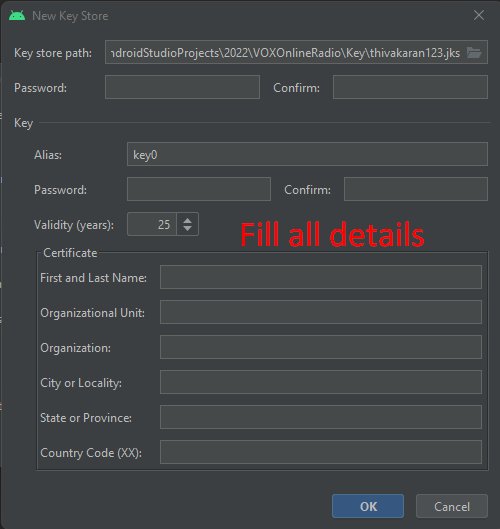 New Key Store
Key store path: ndroidStudioProjects\2022\VOXOnlineRadio\Key\thivakaran123.jks
Password: Confirm:
Key
Alias: key0
Password: Confirm:
Validity (years): 25
Fill all details
Certificate
First and Last Name:
Organizational Unit:
Organization:
City or Locality:
State or Province:
Country Code (XX):
OK Cancel